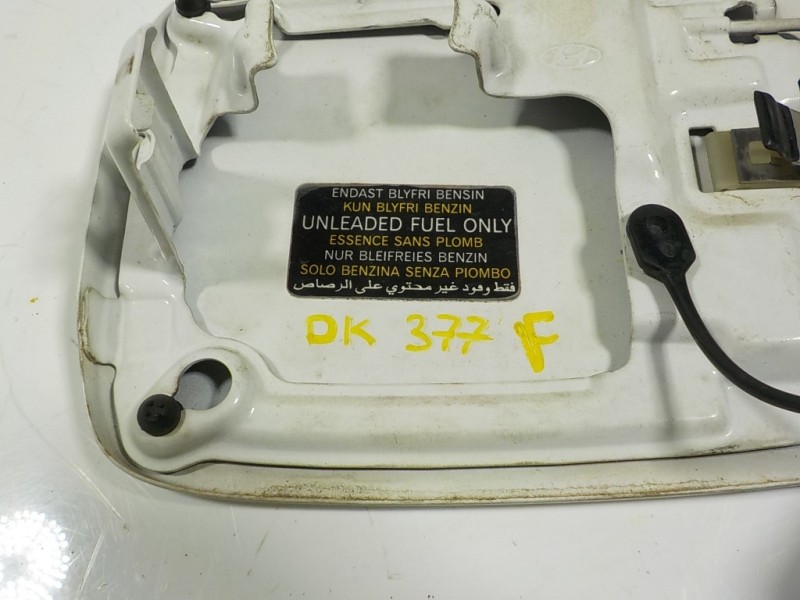 ENDAST BLYFRI BENSIN
KUN BLYFRI BENZIN
UNLEADED FUEL ONLY
ESSENCE SANS PLOMB
NUR BLEIFREIES BENZIN
SOLO BENZINA SENZA PIOMBO
فقط وقود غير محتوي على الرصاص
DK 377 F